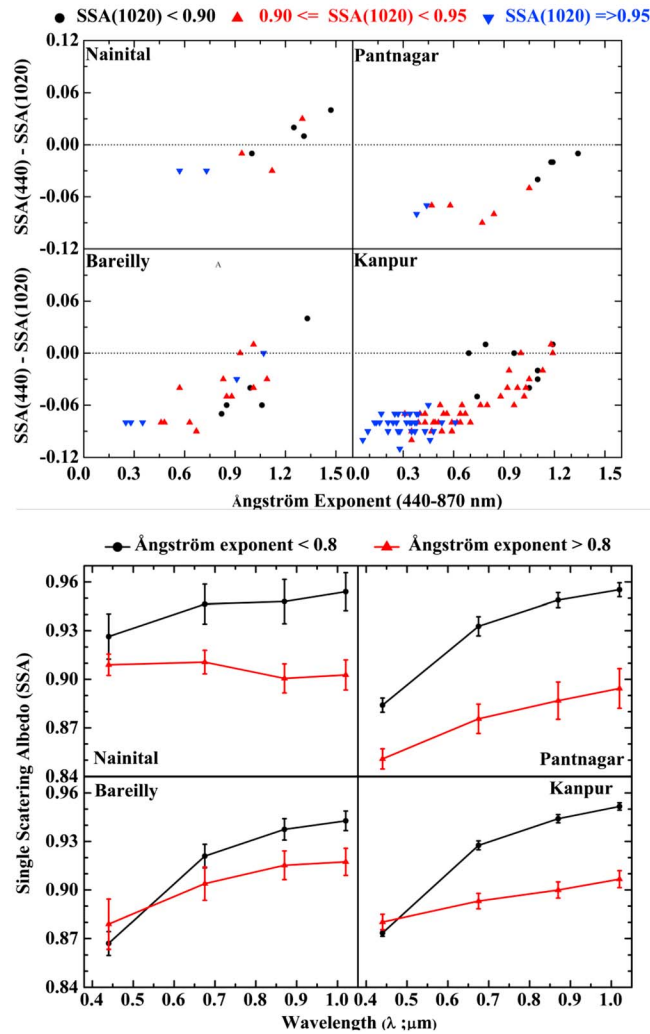 SSA(1020) < 0.90 0.90 <= SSA(1020) < 0.95 SSA(1020) =>0.95
0.12
Nainital Pantnagar
0.06
0.00
-0.06
-0.12
SSA(440) - SSA(1020)
Bareilly A Kanpur
0.06
0.00
-0.06
-0.12
SSA(440) - SSA(1020)
0.0 0.3 0.6 0.9 1.2 0.0 0.3 0.6 0.9 1.2 1.6
Ångström Exponent (440-870 nm)
Ångström exponent < 0.8 Ångström exponent > 0.8
0.96
0.93
0.90
0.87
0.84
Nainital Pantnagar
Bareilly Kanpur
0.96
0.93
0.90
0.87
0.84
Single Scatering Albedo (SSA)
0.4 0.5 0.6 0.7 0.8 0.9 1.0 0.4 0.5 0.6 0.7 0.8 0.9 1.0
Wavelength (λ ;μm)